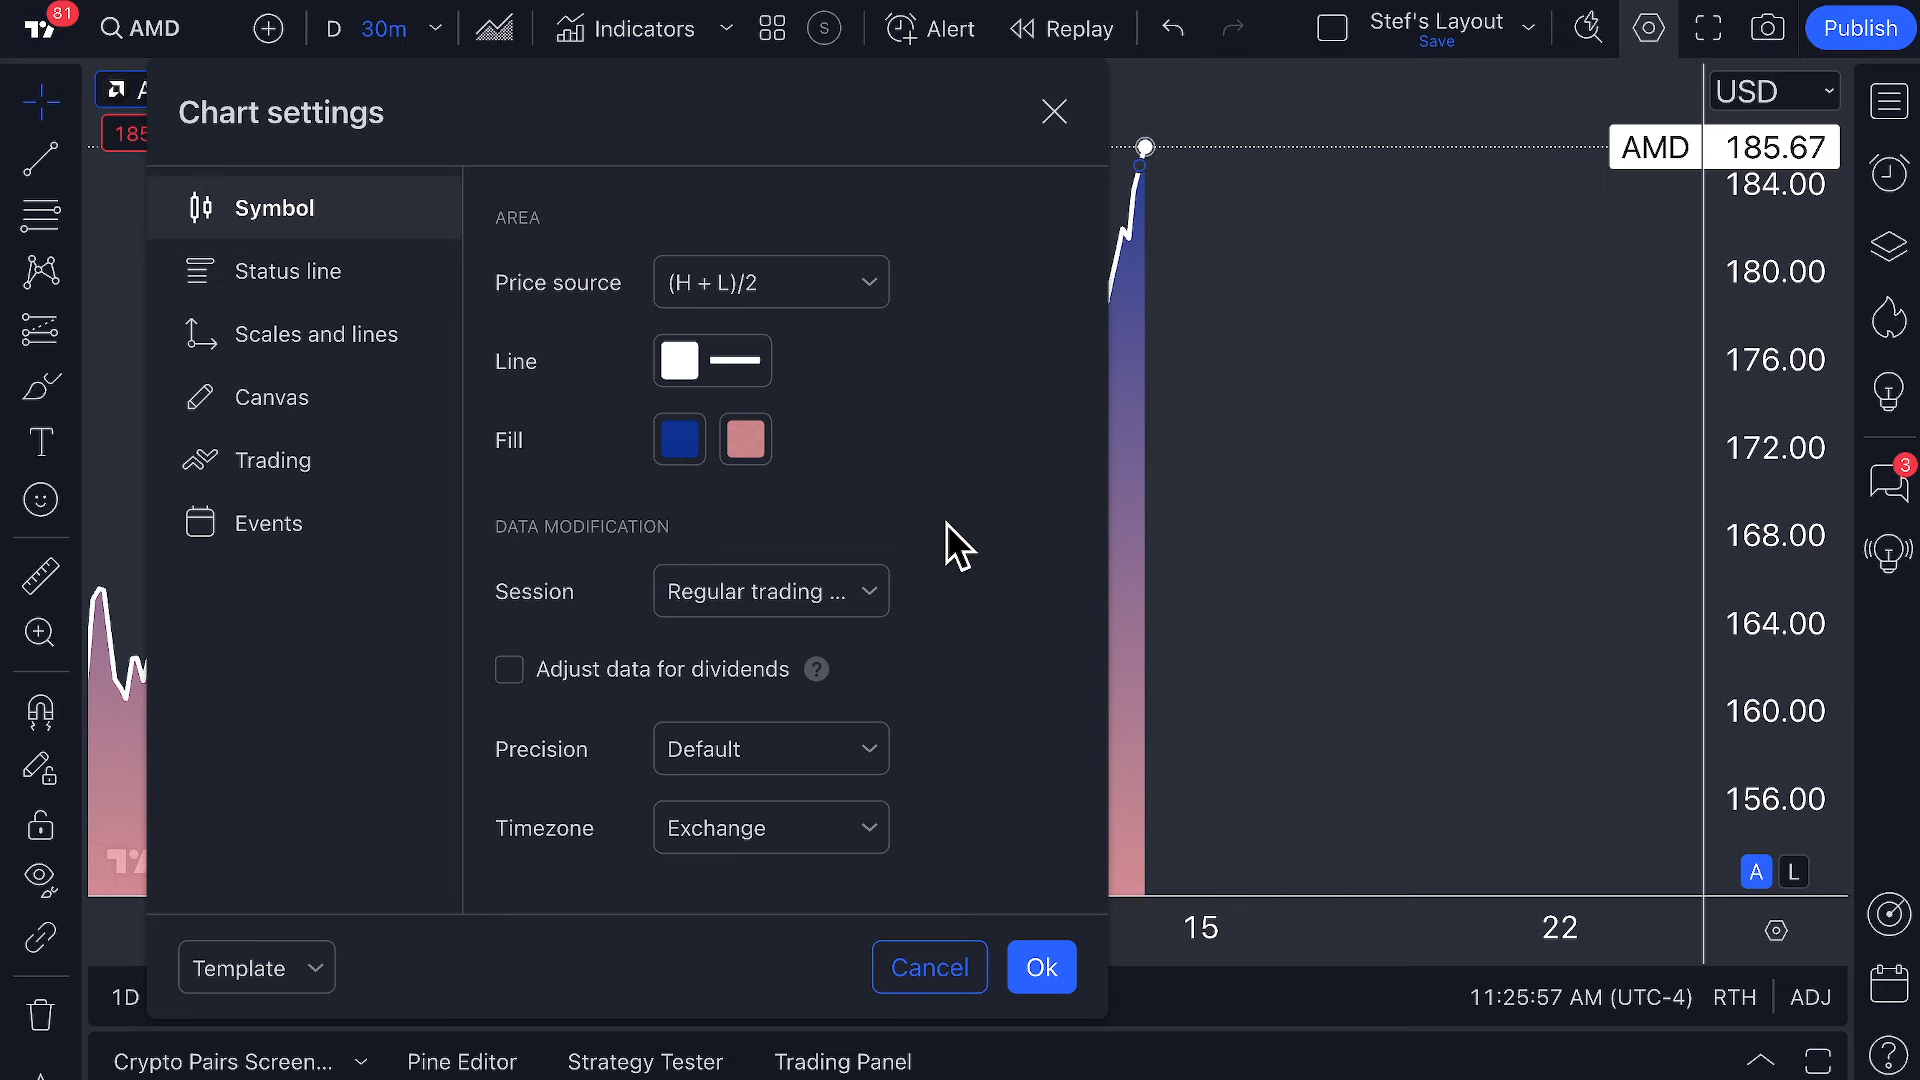 81
AMD
D
30m
Indicators
S
Alert
Replay
Stef's Layout
Save
Publish
A
185
Chart settings
USD
AMD
185.67
184.00
180.00
176.00
172.00
168.00
164.00
160.00
156.00
Symbol
Status line
Scales and lines
Canvas
Trading
Events
AREA
Price source
(H + L)/2
Line
Fill
DATA MODIFICATION
Session
Regular trading ...
Adjust data for dividends
?
Precision
Default
Timezone
Exchange
T
3
A
L
15
22
Template
Cancel
Ok
1D
11:25:57 AM (UTC-4)
RTH
ADJ
Crypto Pairs Screen...
Pine Editor
Strategy Tester
Trading Panel
?